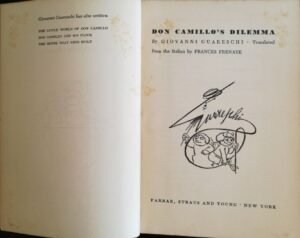 Giovanni Guareschi has also written
THE LITTLE WORLD OF DON CAMILLO
DON CAMILLO AND HIS FLOCK
THE HOUSE THAT NINO BUILT
DON CAMILLO'S DILEMMA
By GIOVANNI GUARESCHI · Translated
from the Italian by FRANCES FRENAYE
Guareschi
FARRAR, STRAUS AND YOUNG · NEW YORK